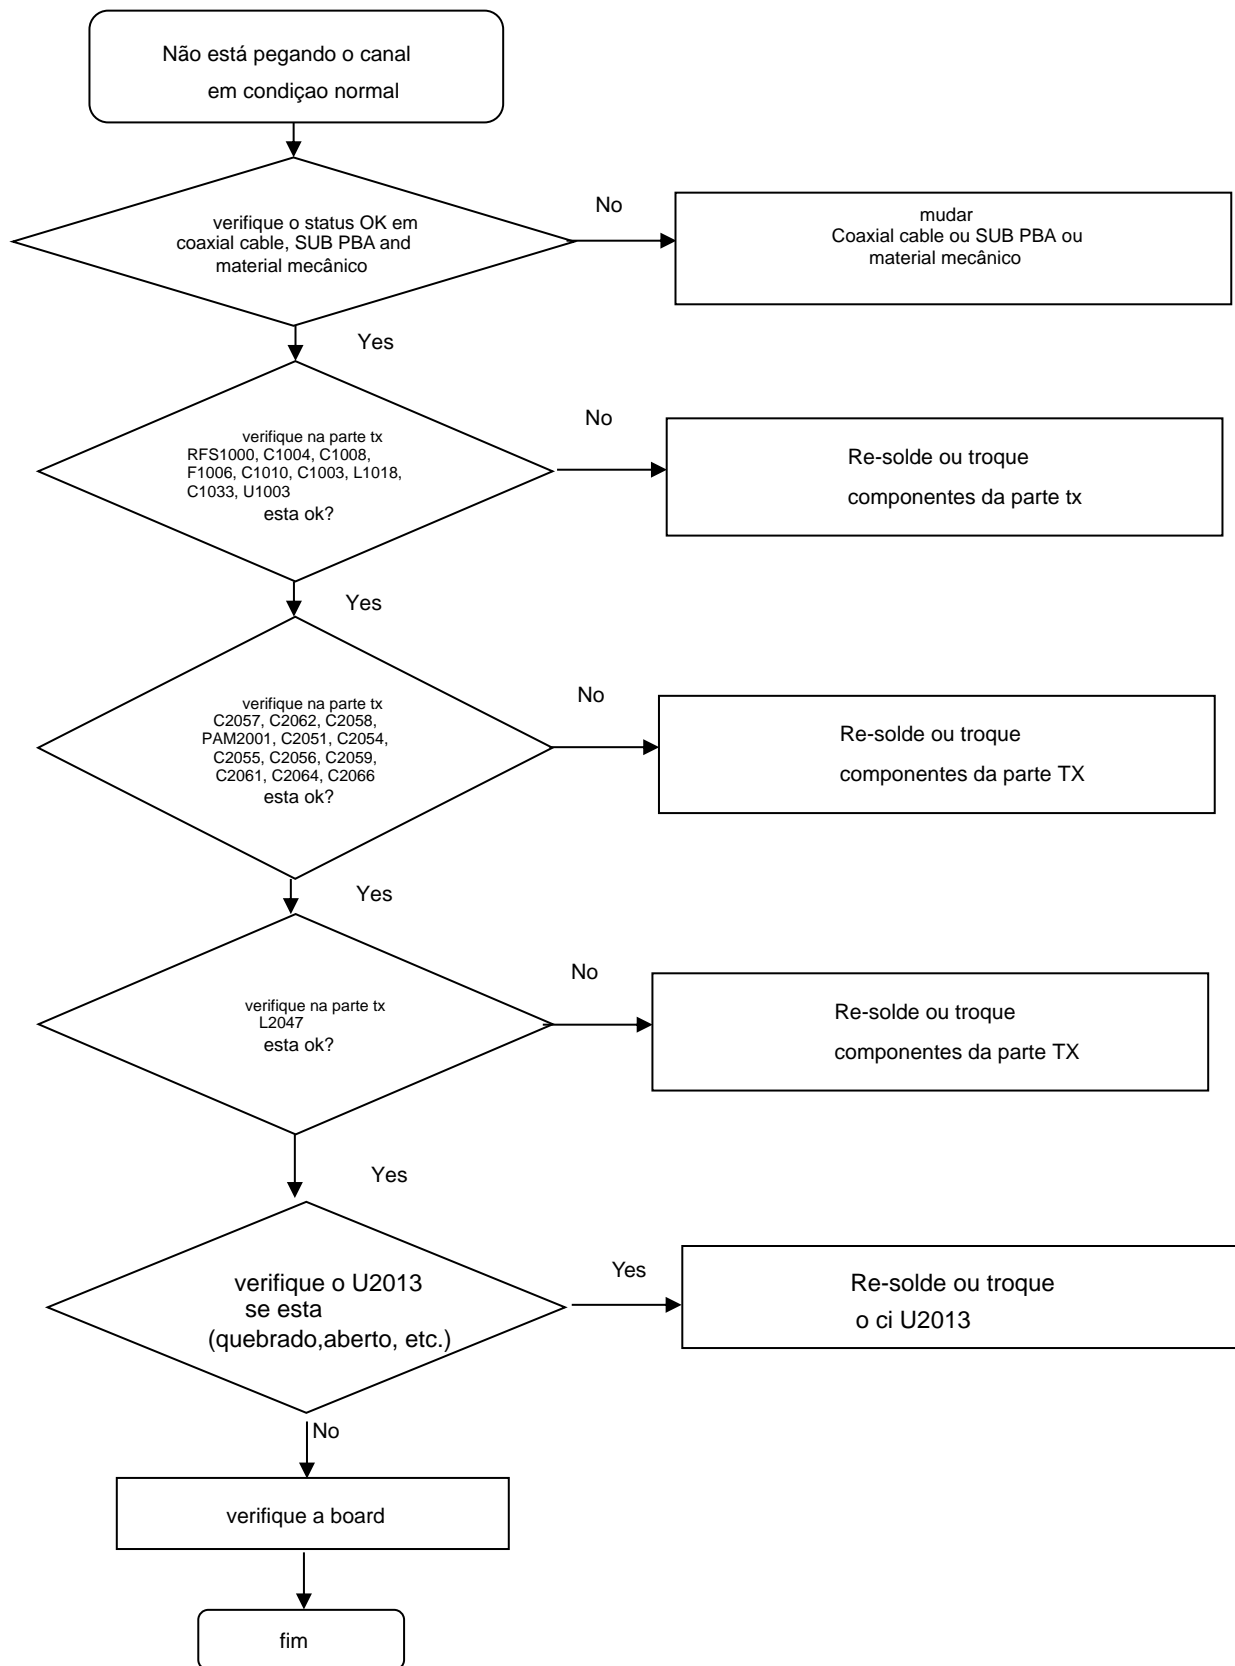 Não está pegando o canal
em condiçao normal
verifique o status OK em
coaxial cable, SUB PBA and
material mecânico
No
mudar
Coaxial cable ou SUB PBA ou
material mecânico
Yes
verifique na parte tx
RFS1000, C1004, C1008,
F1006, C1010, C1003, L1018,
C1033, U1003
esta ok?
No
Re-solde ou troque
componentes da parte tx
Yes
verifique na parte tx
C2057, C2062, C2058,
PAM2001, C2051, C2054,
C2055, C2056, C2059,
C2061, C2064, C2066
esta ok?
No
Re-solde ou troque
componentes da parte TX
Yes
verifique na parte tx
L2047
esta ok?
No
Re-solde ou troque
componentes da parte TX
Yes
verifique o U2013
se esta
(quebrado,aberto, etc.)
Yes
Re-solde ou troque
o ci U2013
No
verifique a board
fim